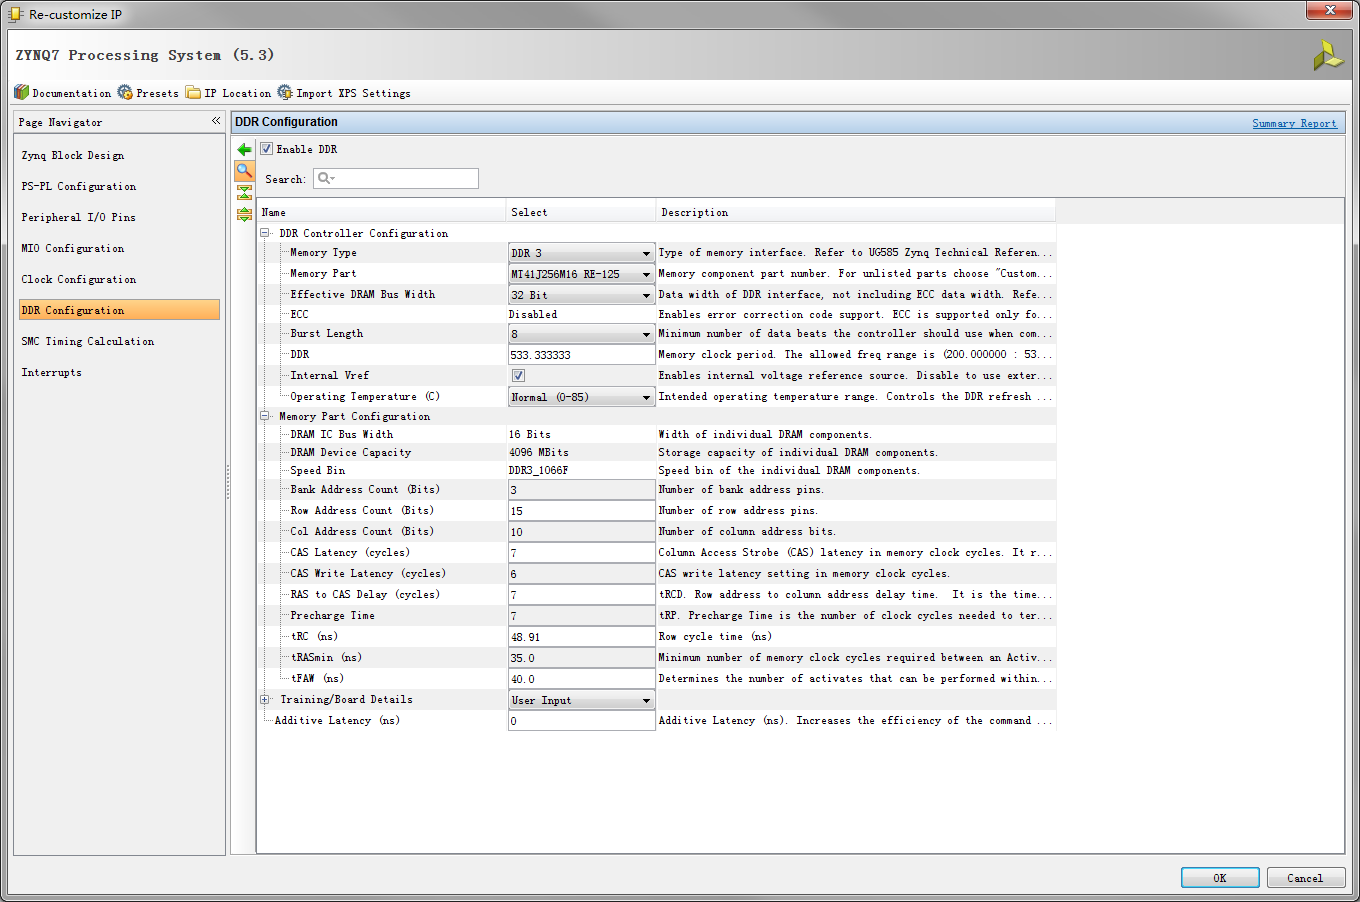 Re-customize IP
ZYNQ7 Processing System (5.3)
Documentation Presets IP Location Import XPS Settings
Page Navigator «
Zynq Block Design
PS-PL Configuration
Peripheral I/O Pins
MIO Configuration
Clock Configuration
DDR Configuration
SMC Timing Calculation
Interrupts
DDR Configuration Summary Report
Enable DDR
Search:
Name Select Description
DDR Controller Configuration
Memory Type DDR 3 Type of memory interface. Refer to UG585 Zynq Technical Referen...
Memory Part MT41J256M16 RE-125 Memory component part number. For unlisted parts choose "Custom...
Effective DRAM Bus Width 32 Bit Data width of DDR interface, not including ECC data width. Refe...
ECC Disabled Enables error correction code support. ECC is supported only fo...
Burst Length 8 Minimum number of data beats the controller should use when com...
DDR 533.333333 Memory clock period. The allowed freq range is (200.000000 : 53...
Internal Vref Enables internal voltage reference source. Disable to use exter...
Operating Temperature (C) Normal (0-85) Intended operating temperature range. Controls the DDR refresh ...
Memory Part Configuration
DRAM IC Bus Width 16 Bits Width of individual DRAM components.
DRAM Device Capacity 4096 MBits Storage capacity of individual DRAM components.
Speed Bin DDR3_1066F Speed bin of the individual DRAM components.
Bank Address Count (Bits) 3 Number of bank address pins.
Row Address Count (Bits) 15 Number of row address pins.
Col Address Count (Bits) 10 Number of column address bits.
CAS Latency (cycles) 7 Column Access Strobe (CAS) latency in memory clock cycles. It r...
CAS Write Latency (cycles) 6 CAS write latency setting in memory clock cycles.
RAS to CAS Delay (cycles) 7 tRCD. Row address to column address delay time. It is the time...
Precharge Time 7 tRP. Precharge Time is the number of clock cycles needed to ter...
tRC (ns) 48.91 Row cycle time (ns)
tRASmin (ns) 35.0 Minimum number of memory clock cycles required between an Activ...
tFAW (ns) 40.0 Determines the number of activates that can be performed within...
Training/Board Details User Input
Additive Latency (ns) 0 Additive Latency (ns). Increases the efficiency of the command ...
OK Cancel